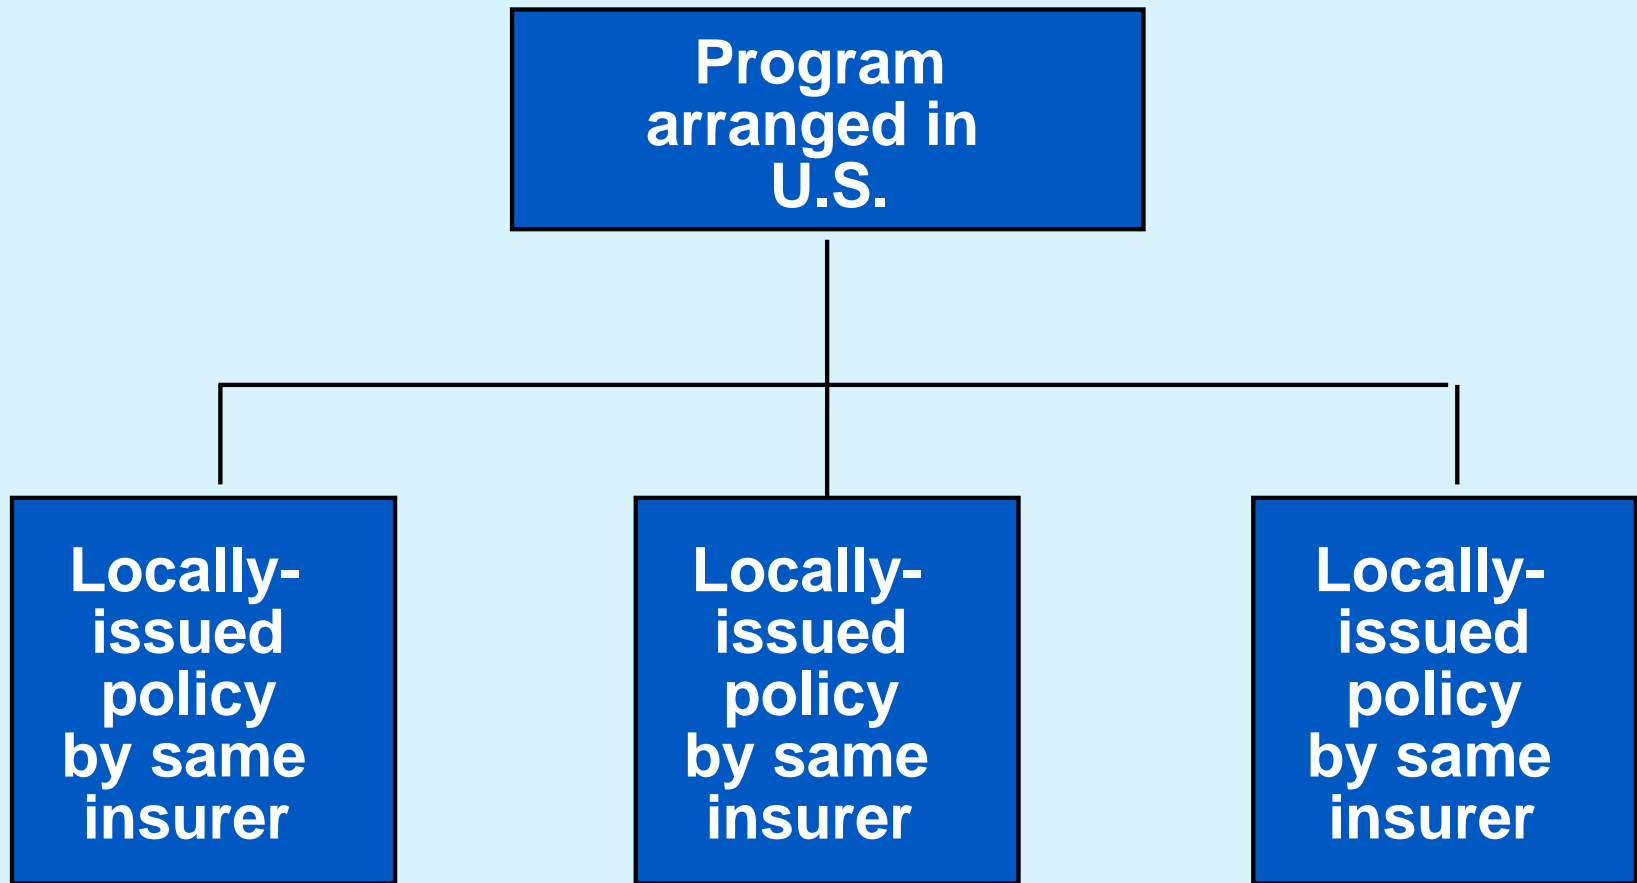 Program
arranged in
U.S.
Locally-
issued
policy
by same
insurer
Locally-
issued
policy
by same
insurer
Locally-
issued
policy
by same
insurer